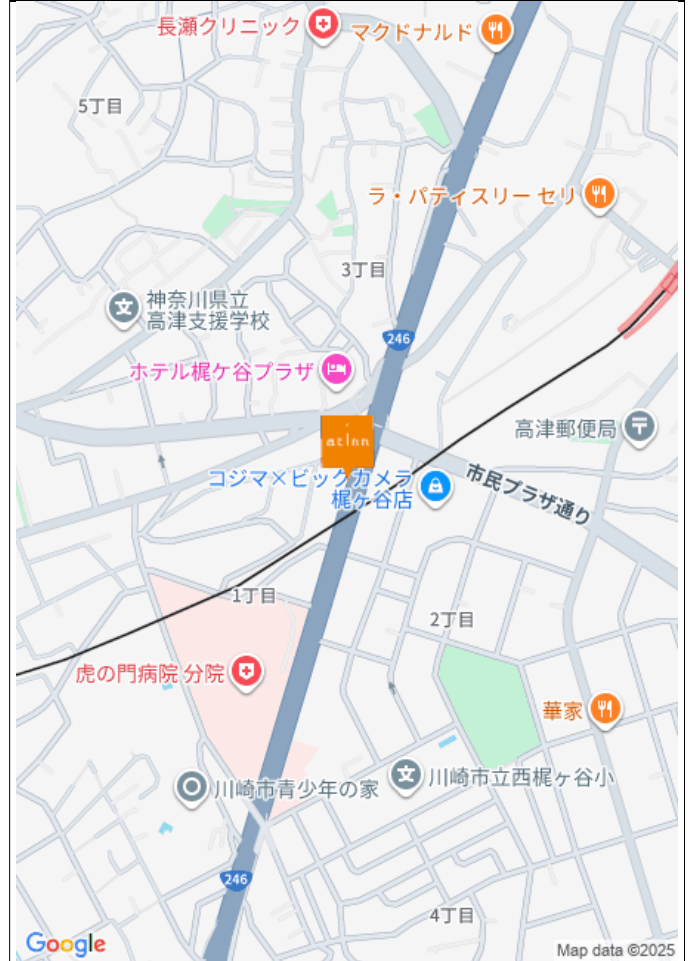 長瀬クリニック
マクドナルド
5丁目
ラ・パティスリー セリ
3丁目
神奈川県立
高津支援学校
246
ホテル梶ケ谷プラザ
高津郵便局
atInn
コジマ×ビックカメラ
梶ヶ谷店
市民プラザ通り
1丁目
2丁目
虎の門病院 分院
華家
川崎市青少年の家
川崎市立西梶ヶ谷小
246
4丁目
Google
Map data ©2025